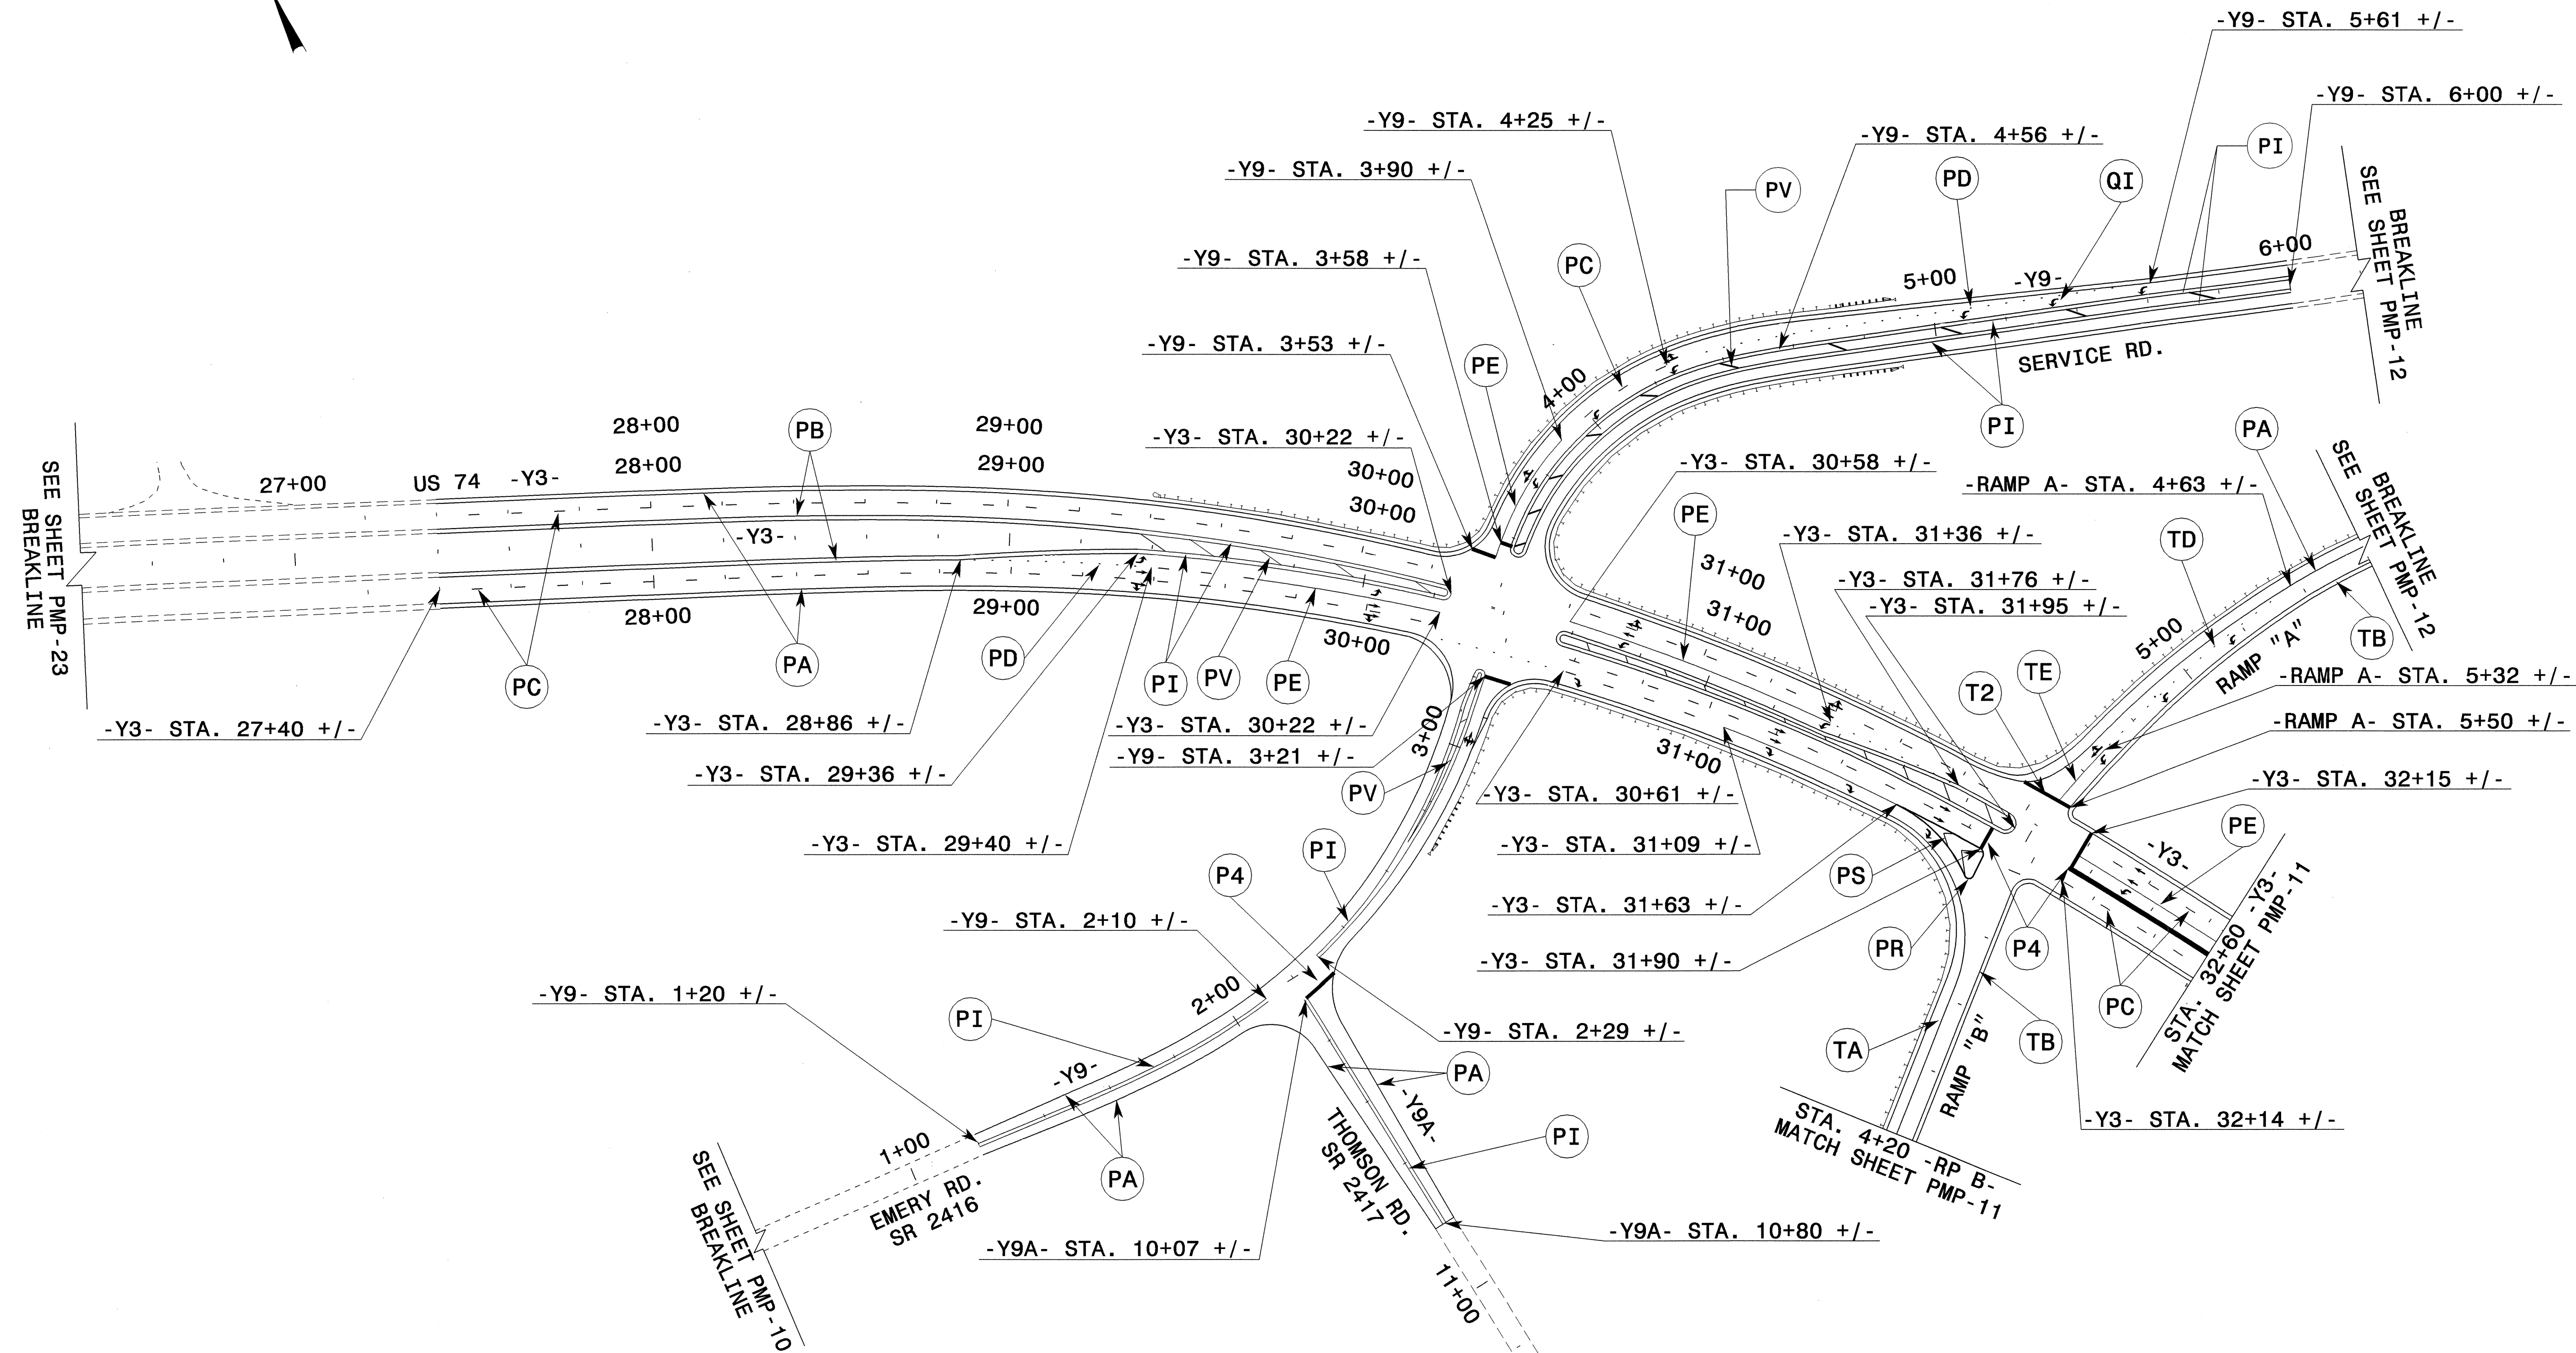 -Y9- STA. 5+61 +/-
-Y9- STA. 6+00 +/-
-Y9- STA. 4+25 +/-
-Y9- STA. 4+56 +/-
PI
-Y9- STA. 3+90 +/-
PV
PD
QI
SEE SHEET PMP-12
BREAKLINE
-Y9- STA. 3+58 +/-
PC
5+00
-Y9-
6+00
-Y9- STA. 3+53 +/-
PE
4+00
SERVICE RD.
PI
28+00
29+00
PB
-Y3- STA. 30+22 +/-
PA
SEE SHEET PMP-23
BREAKLINE
27+00
US 74
-Y3-
28+00
29+00
30+00
30+00
-Y3- STA. 30+58 +/-
-RAMP A- STA. 4+63 +/-
SEE SHEET PMP-12
BREAKLINE
-Y3-
PE
-Y3- STA. 31+36 +/-
TD
31+00
31+00
-Y3- STA. 31+76 +/-
-Y3- STA. 31+95 +/-
28+00
29+00
30+00
5+00
RAMP "A"
TB
PC
PA
PD
PI
PV
PE
T2
TE
-RAMP A- STA. 5+32 +/-
-Y3- STA. 27+40 +/-
-Y3- STA. 28+86 +/-
-Y3- STA. 30+22 +/-
-RAMP A- STA. 5+50 +/-
-Y3- STA. 29+36 +/-
-Y9- STA. 3+21 +/-
3+00
31+00
PV
-Y3- STA. 30+61 +/-
-Y3- STA. 32+15 +/-
-Y3- STA. 29+40 +/-
PI
-Y3- STA. 31+09 +/-
PE
-Y3-
P4
PS
-Y3- STA. 31+63 +/-
-Y9- STA. 2+10 +/-
-Y3- STA. 31+90 +/-
PR
P4
PC
STA. 32+60 -Y3-
MATCH SHEET PMP-11
-Y9- STA. 1+20 +/-
PI
2+00
-Y9- STA. 2+29 +/-
TA
TB
RAMP "B"
-Y9-
PA
-Y9A-
PI
-Y3- STA. 32+14 +/-
STA. 4+20 -RP B-
MATCH SHEET PMP-11
1+00
PA
EMERY RD.
SR 2416
THOMSON RD.
SR 2417
SEE SHEET PMP-10
BREAKLINE
-Y9A- STA. 10+07 +/-
-Y9A- STA. 10+80 +/-
11+00